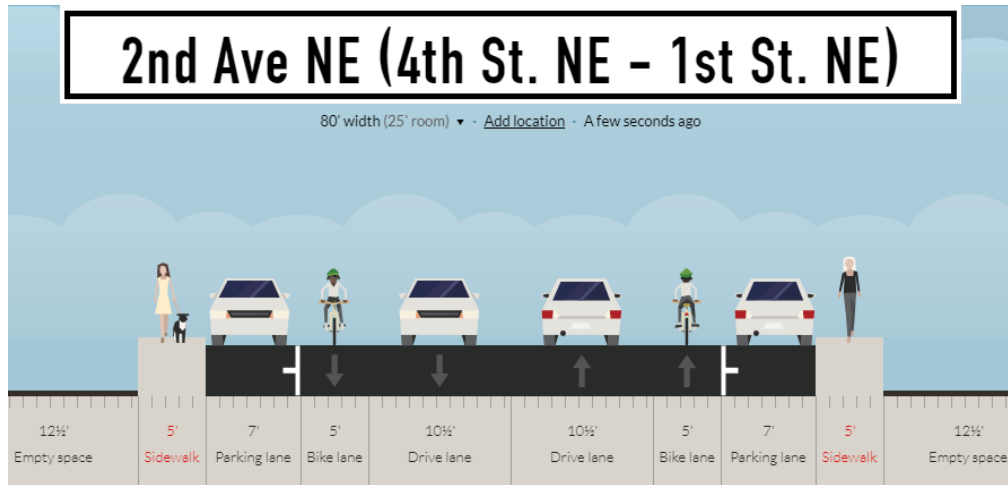 2nd Ave NE (4th St. NE - 1st St. NE)
80' width (25' room) ▾ · Add location · A few seconds ago
12½' 5' 7' 5' 10½' 10½' 5' 7' 5' 12½'
Empty space Sidewalk Parking lane Bike lane Drive lane Drive lane Bike lane Parking lane Sidewalk Empty space